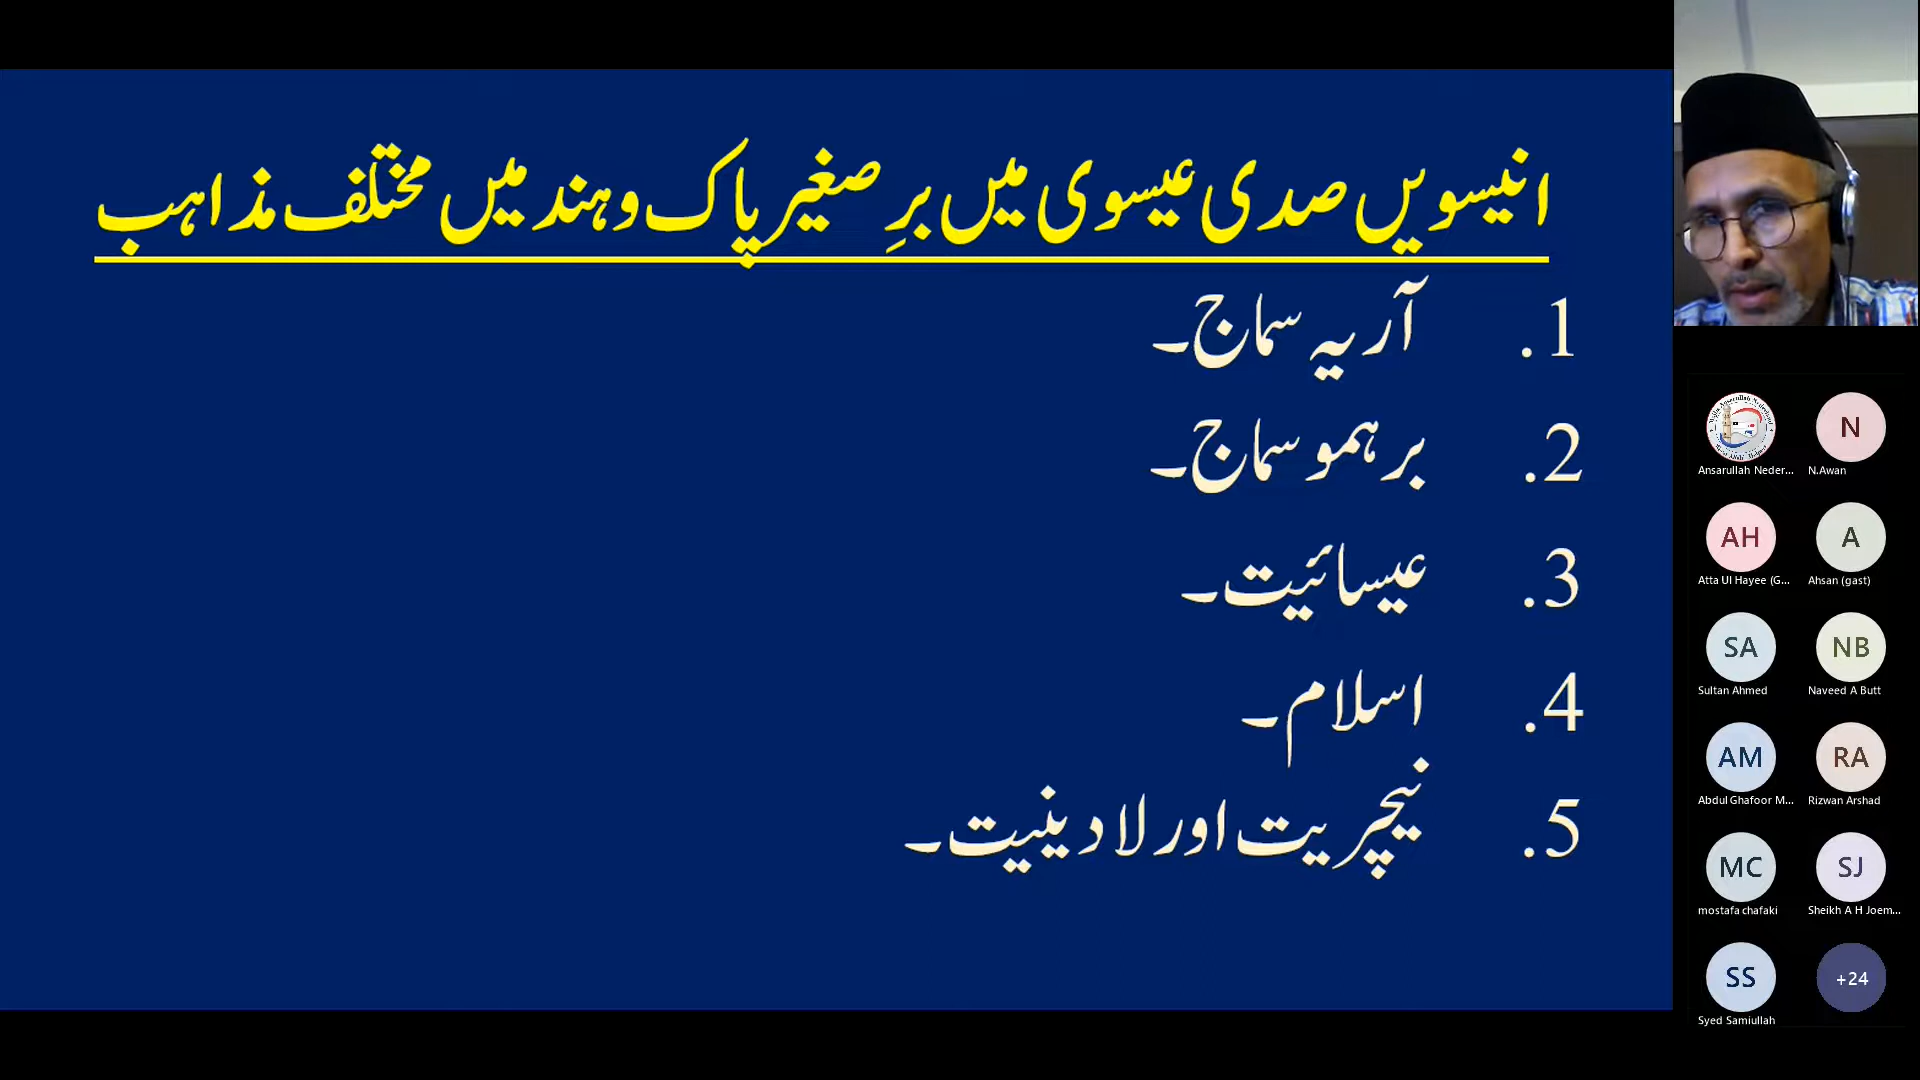 انیسویں صدی عیسوی میں برِصغیر پاک و ہند میں مختلف مذاہب
1. آریہ سماج۔
2. برہمو سماج۔
3. عیسائیت۔
4. اسلام۔
5. نیچریت اور لادینیت۔
Ansarullah Neder...
N
N.Awan
AH
Atta Ul Hayee (G...
A
Ahsan (gast)
SA
Sultan Ahmed
NB
Naveed A Butt
AM
Abdul Ghafoor M...
RA
Rizwan Arshad
MC
mostafa chafaki
SJ
Sheikh A H Joem...
SS
Syed Samiullah
+24